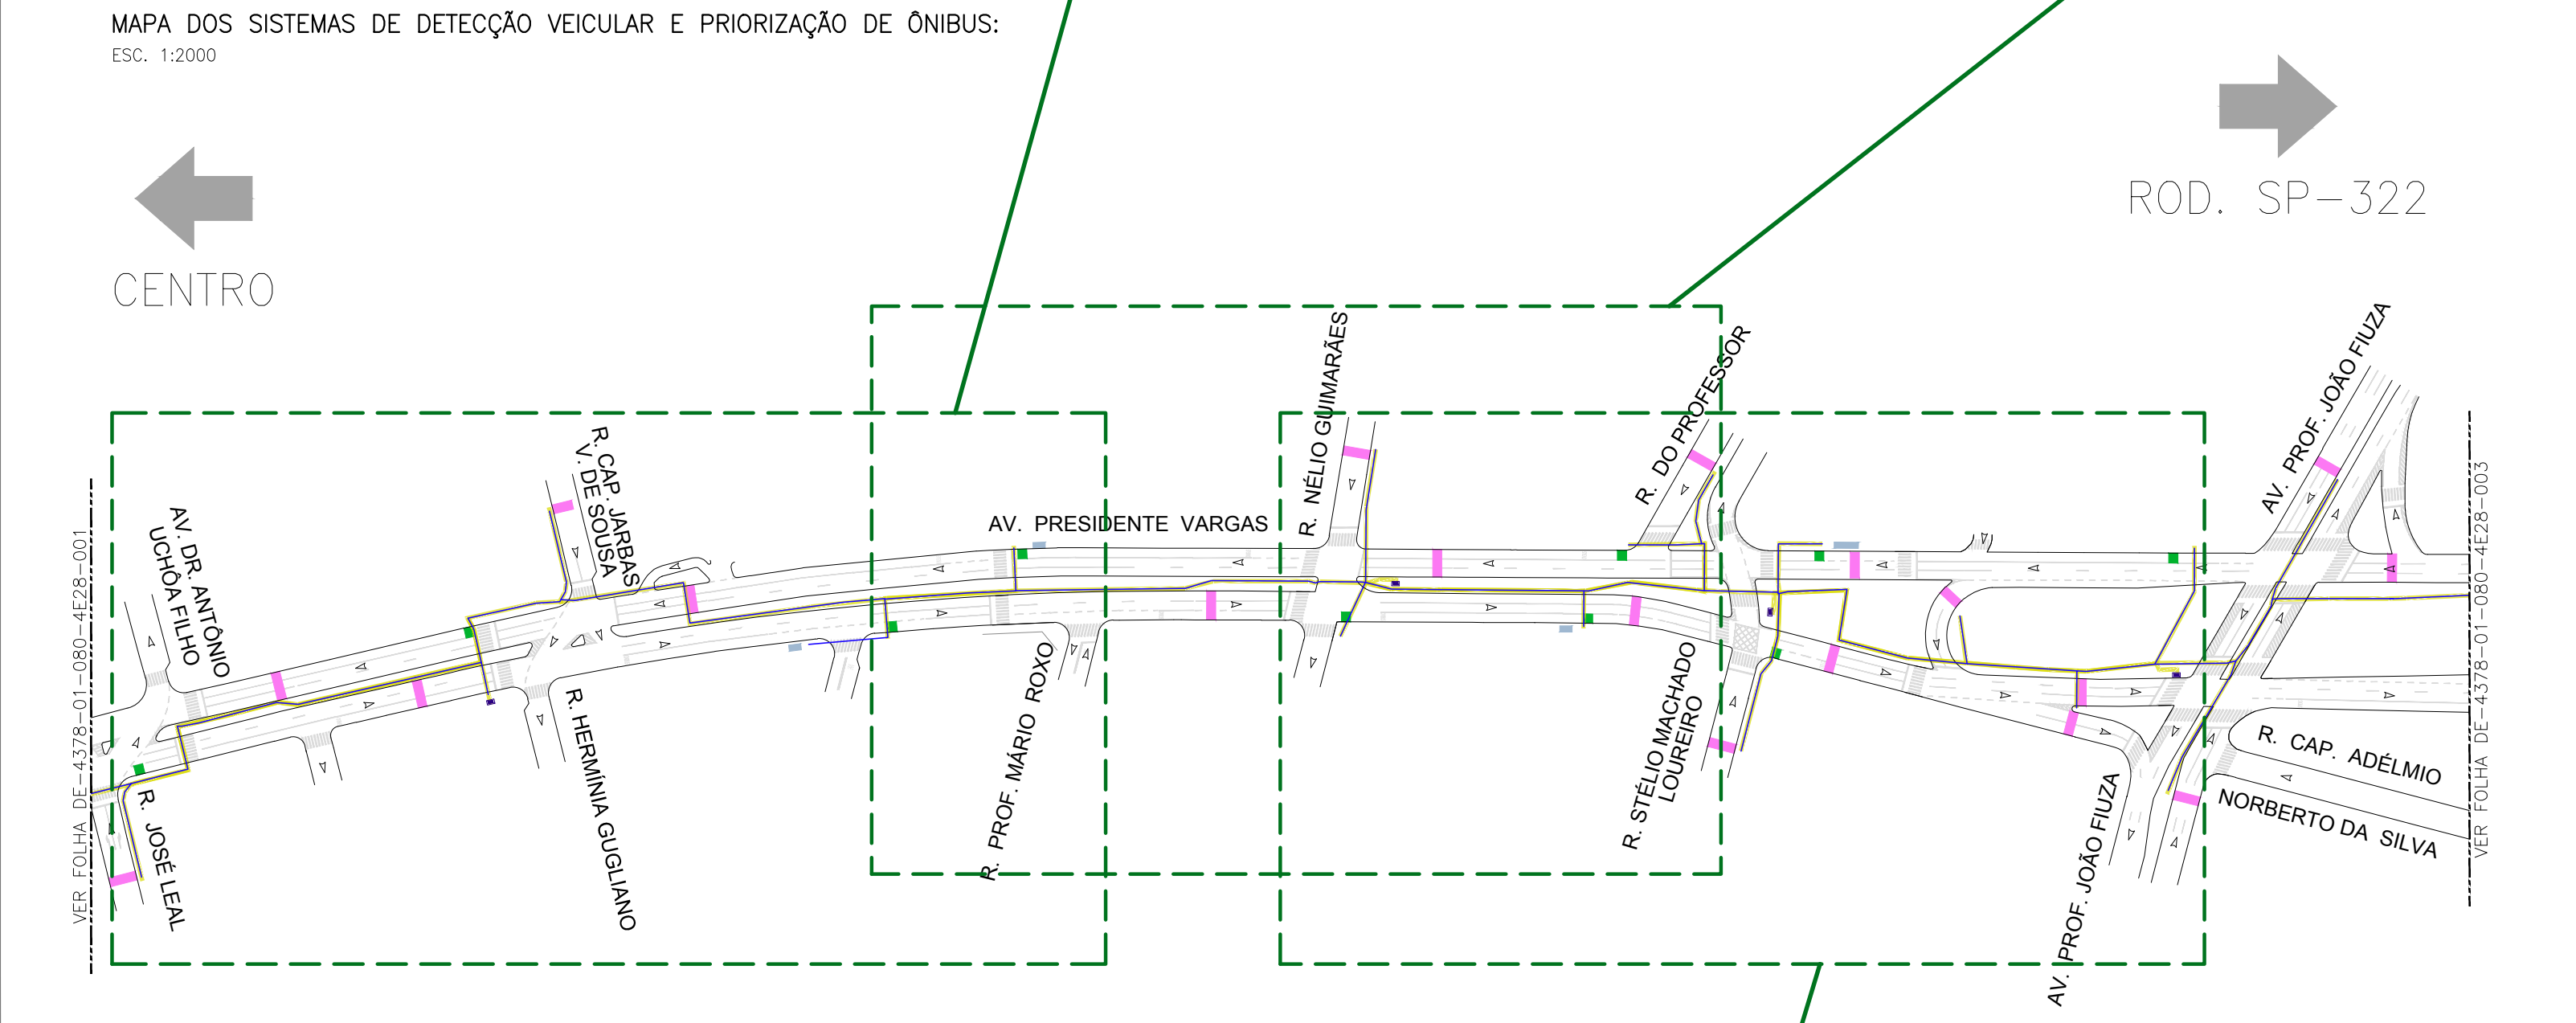 MAPA DOS SISTEMAS DE DETECÇÃO VEICULAR E PRIORIZAÇÃO DE ÔNIBUS:
ESC. 1:2000
CENTRO
ROD. SP-322
VER FOLHA DE-4378-01-080-4E28-001
AV. DR. ANTÔNIO
UCHÔA FILHO
R. JOSÉ LEAL
R. CAP. JARBAS
V. DE SOUSA
R. HERMÍNIA GUGLIANO
AV. PRESIDENTE VARGAS
R. PROF. MÁRIO ROXO
R. NÉLIO GUIMARÃES
R. DO PROFESSOR
R. STÉLIO MACHADO
LOUREIRO
AV. PROF. JOÃO FIUZA
AV. PROF. JOÃO FIUZA
R. CAP. ADÉLMIO
NORBERTO DA SILVA
VER FOLHA DE-4378-01-080-4E28-003